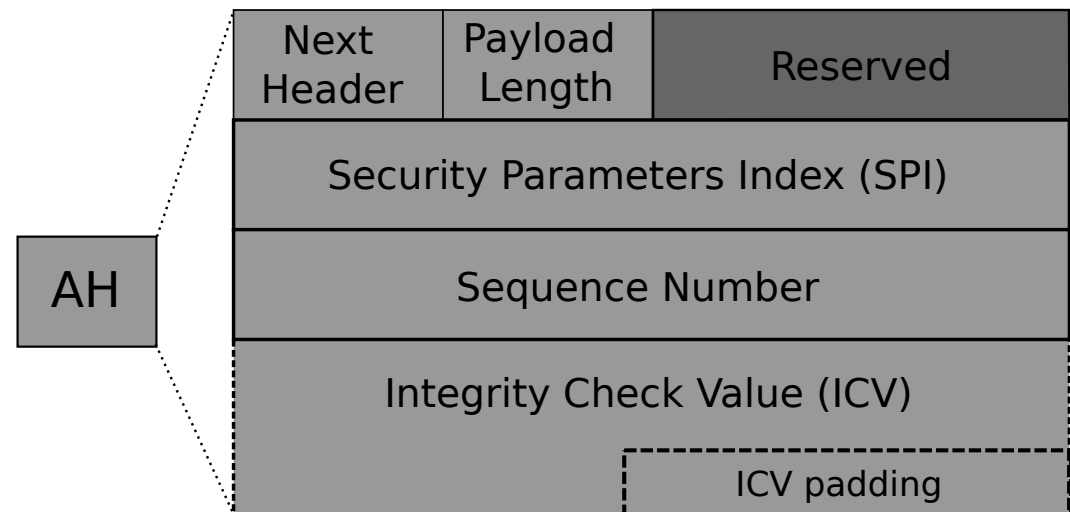 Next
Header
Payload
Length
Reserved
Security Parameters Index (SPI)
AH
Sequence Number
Integrity Check Value (ICV)
ICV padding